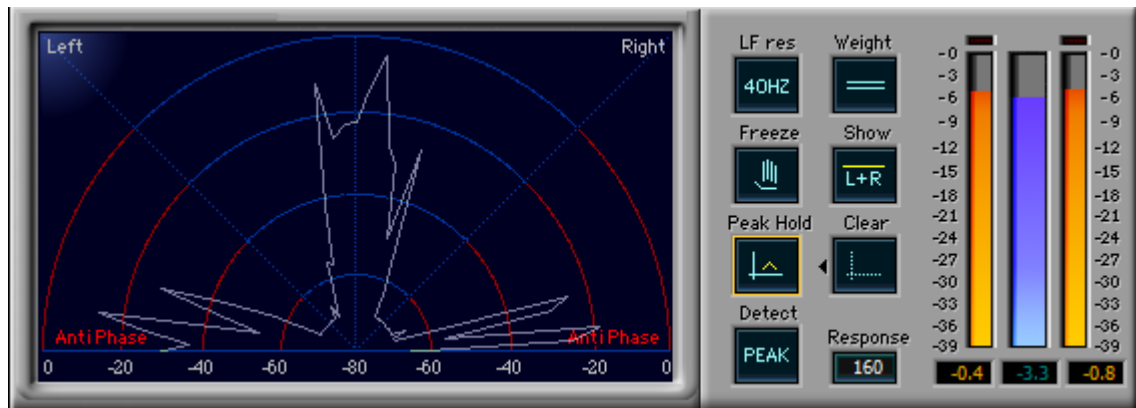 Left
Right
Anti Phase
Anti Phase
0 -20 -40 -60 -80 -60 -40 -20 0
LF res
Weight
40HZ
Freeze
Show
L+R
Peak Hold
Clear
Detect
Response
PEAK
160
-0 -0
-3 -3
-6 -6
-9 -9
-12 -12
-15 -15
-18 -18
-21 -21
-24 -24
-27 -27
-30 -30
-33 -33
-36 -36
-39 -39
-0.4 -3.3 -0.8